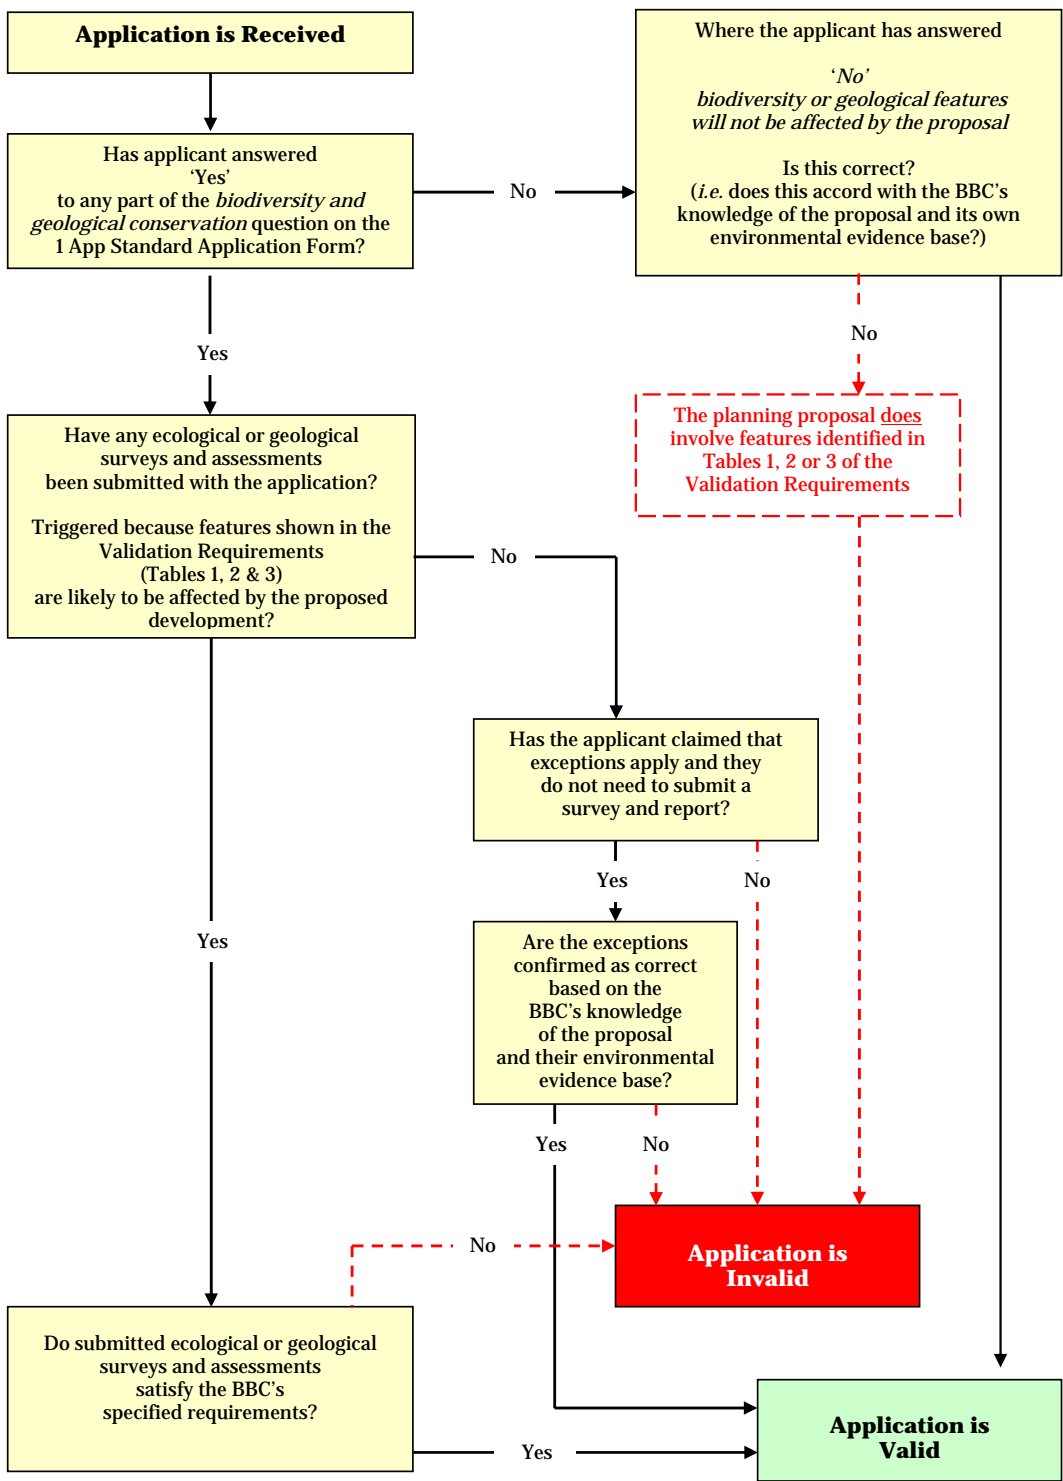 Application is Received
Has applicant answered
‘Yes’
to any part of the biodiversity and
geological conservation question on the
1 App Standard Application Form?
No
Where the applicant has answered
‘No’
biodiversity or geological features
will not be affected by the proposal
Is this correct?
(i.e. does this accord with the BBC’s
knowledge of the proposal and its own
environmental evidence base?)
Yes
No
The planning proposal does
involve features identified in
Tables 1, 2 or 3 of the
Validation Requirements
Have any ecological or geological
surveys and assessments
been submitted with the application?
Triggered because features shown in the
Validation Requirements
(Tables 1, 2 & 3)
are likely to be affected by the proposed
development?
No
Has the applicant claimed that
exceptions apply and they
do not need to submit a
survey and report?
Yes
No
Yes
Are the exceptions
confirmed as correct
based on the
BBC’s knowledge
of the proposal
and their environmental
evidence base?
Yes
No
No
Application is
Invalid
Do submitted ecological or geological
surveys and assessments
satisfy the BBC’s
specified requirements?
Yes
Application is
Valid